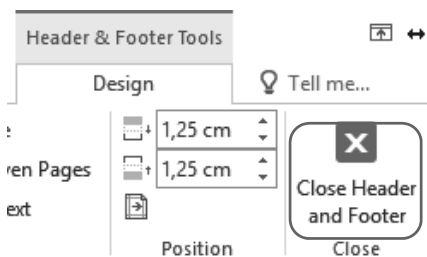 Header & Footer Tools
Design
Tell me...
1,25 cm
ven Pages
1,25 cm
ext
Close Header
and Footer
Position
Close